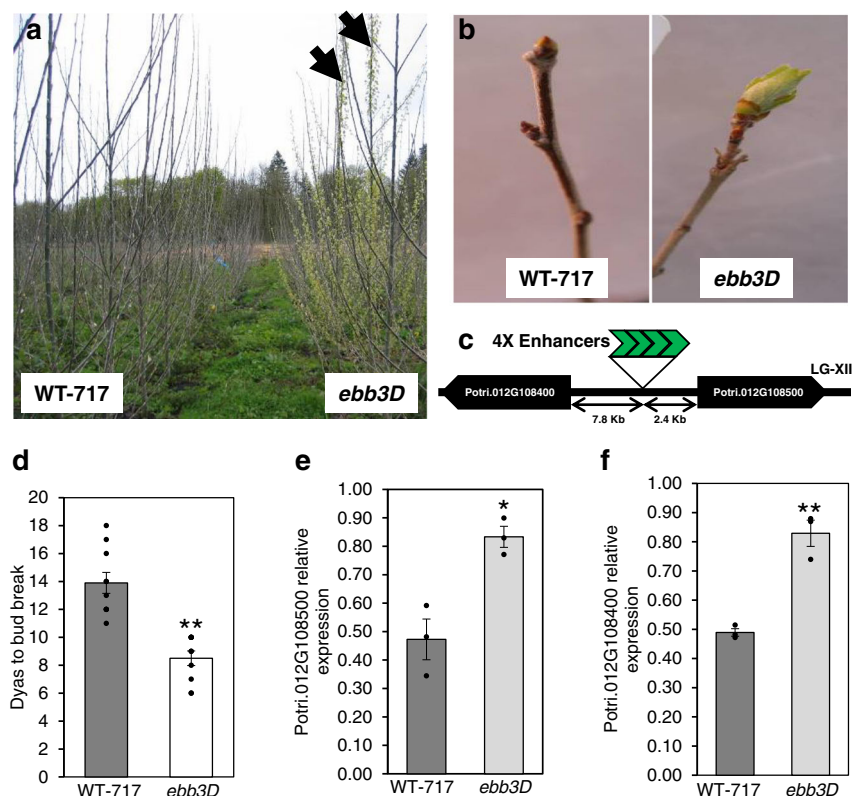 a
WT-717
ebb3D
b
WT-717
ebb3D
c
4X Enhancers
LG-XII
Potri.012G108400
Potri.012G108500
7.8 Kb
2.4 Kb
d
Dyas to bud break
20
18
16
14
12
10
8
6
4
2
0
**
WT-717
ebb3D
e
Potri.012G108500 relative
expression
1.00
0.90
0.80
0.70
0.60
0.50
0.40
0.30
0.20
0.10
0.00
*
WT-717
ebb3D
f
Potri.012G108400 relative
expression
1.00
0.90
0.80
0.70
0.60
0.50
0.40
0.30
0.20
0.10
0.00
**
WT-717
ebb3D